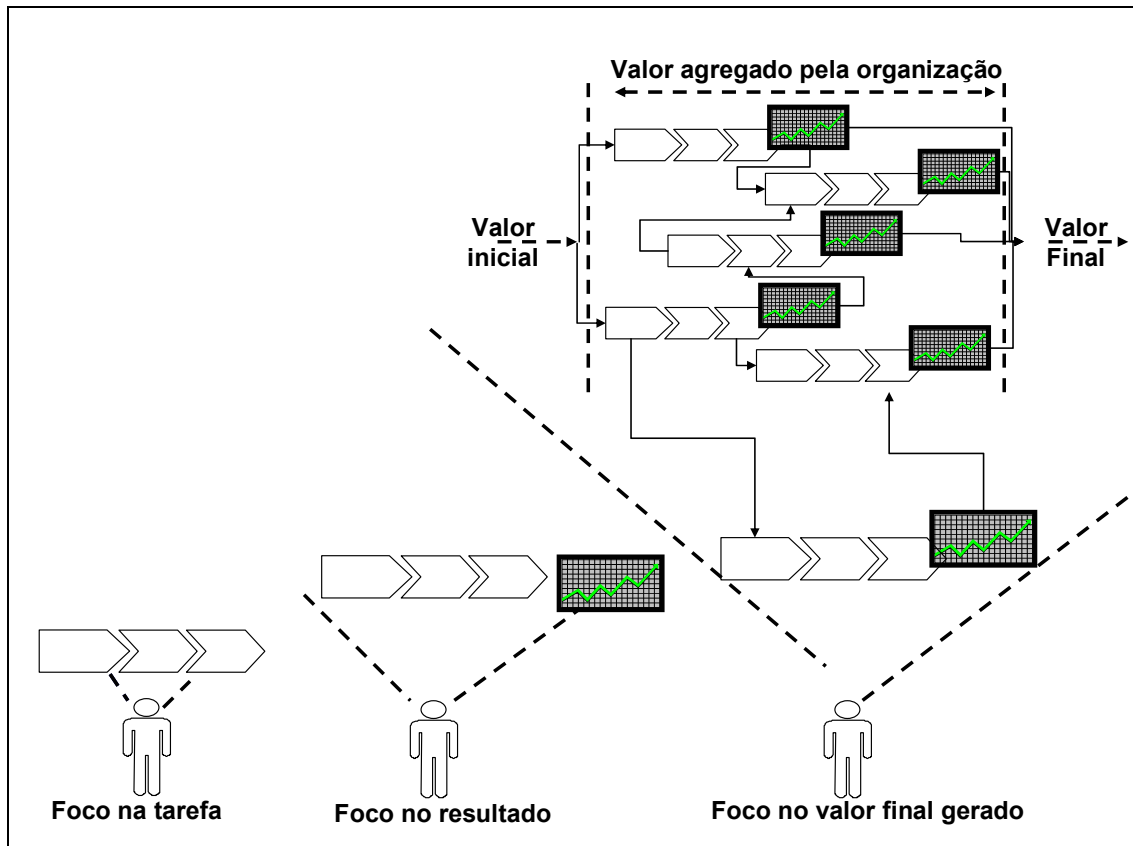 Valor agregado pela organização
Valor
inicial
Valor
Final
Foco na tarefa
Foco no resultado
Foco no valor final gerado